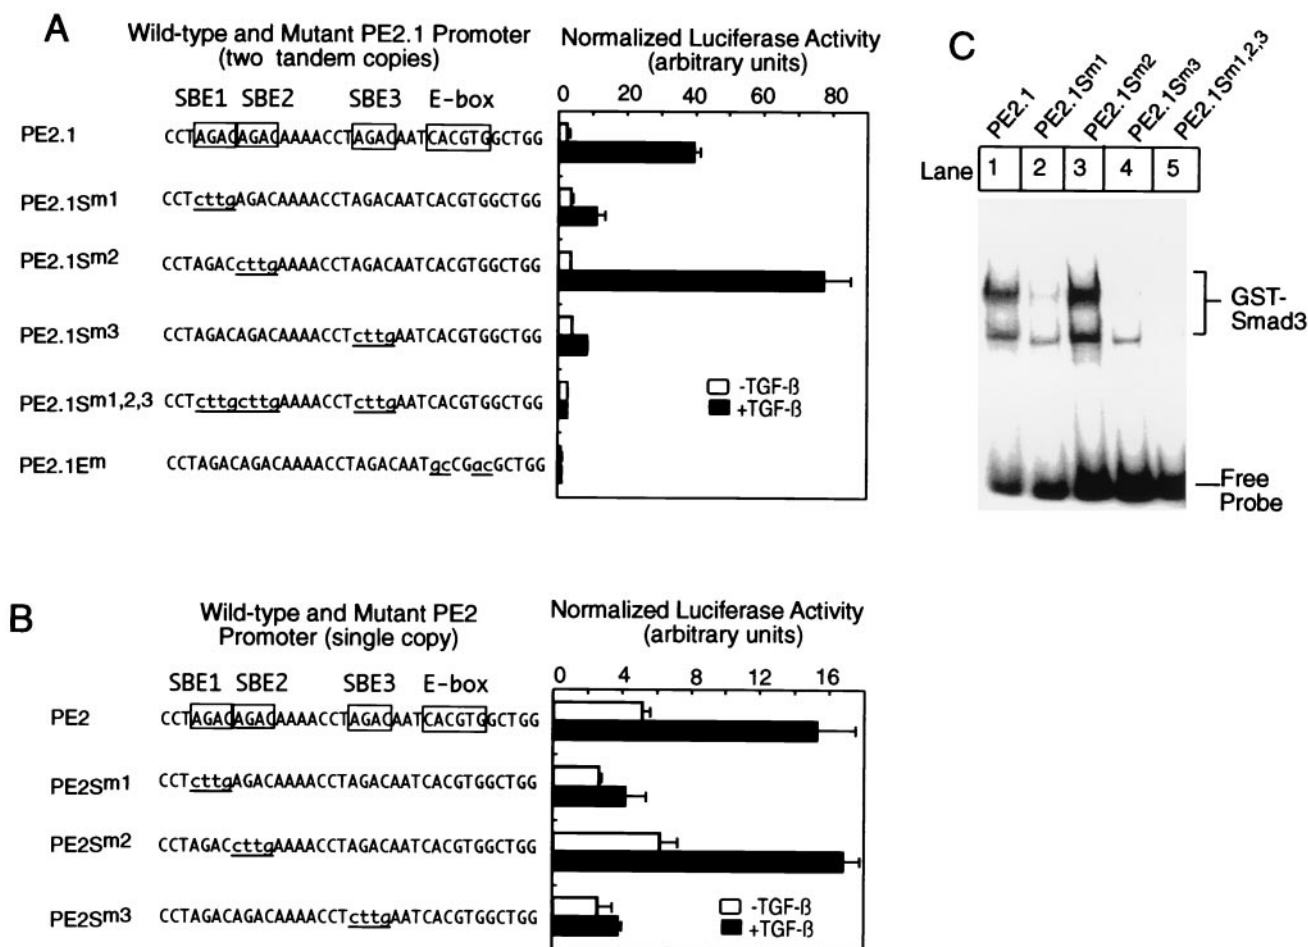 A
Wild-type and Mutant PE2.1 Promoter
(two tandem copies)
Normalized Luciferase Activity
(arbitrary units)
SBE1 SBE2 SBE3 E-box
0 20 40 60 80
PE2.1 CCTAGACAGACAAAACCTAGACAATCACGTGGCTGG
PE2.1Sm1 CCTcttgAGACAAAACCTAGACAATCACGTGGCTGG
PE2.1Sm2 CCTAGACcttgAAAACCTAGACAATCACGTGGCTGG
PE2.1Sm3 CCTAGACAGACAAAACCTcttgAATCACGTGGCTGG
PE2.1Sm1,2,3 CCTcttgcttgAAAACCTcttgAATCACGTGGCTGG
PE2.1Em CCTAGACAGACAAAACCTAGACAATgcCGacGCTGG
-TGF-ß
+TGF-ß
C
PE2.1 PE2.1Sm1 PE2.1Sm2 PE2.1Sm3 PE2.1Sm1,2,3
Lane 1 2 3 4 5
GST-
Smad3
Free
Probe
B
Wild-type and Mutant PE2
Promoter (single copy)
Normalized Luciferase Activity
(arbitrary units)
SBE1 SBE2 SBE3 E-box
0 4 8 12 16
PE2 CCTAGACAGACAAAACCTAGACAATCACGTGGCTGG
PE2Sm1 CCTcttgAGACAAAACCTAGACAATCACGTGGCTGG
PE2Sm2 CCTAGACcttgAAAACCTAGACAATCACGTGGCTGG
PE2Sm3 CCTAGACAGACAAAACCTcttgAATCACGTGGCTGG
-TGF-ß
+TGF-ß